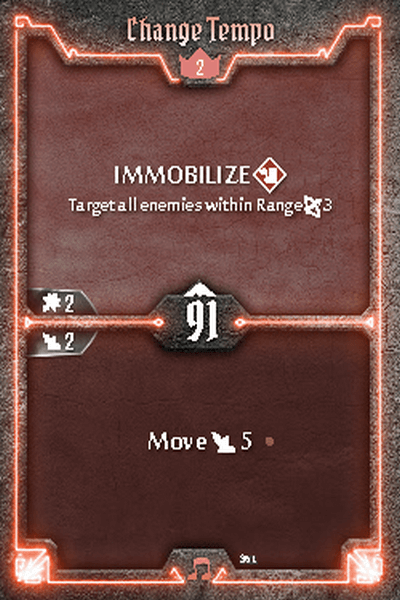 Change Tempo
2
IMMOBILIZE
Target all enemies within Range 3
2
91
2
Move 5